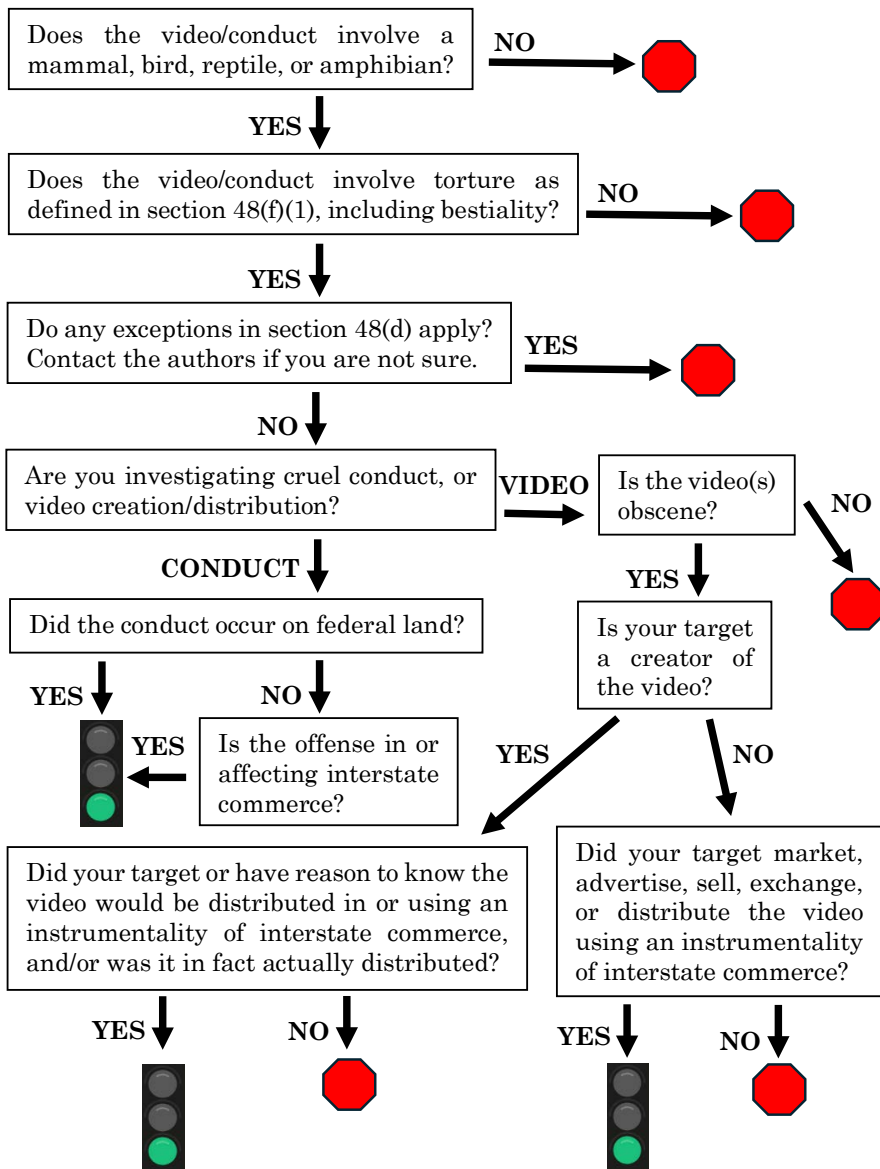 Does the video/conduct involve a
mammal, bird, reptile, or amphibian?
NO
YES
Does the video/conduct involve torture as
defined in section 48(f)(1), including bestiality?
NO
YES
Do any exceptions in section 48(d) apply?
Contact the authors if you are not sure.
YES
NO
Are you investigating cruel conduct, or
video creation/distribution?
VIDEO
Is the video(s)
obscene?
NO
CONDUCT
YES
Did the conduct occur on federal land?
Is your target
a creator of
the video?
YES
NO
YES
Is the offense in or
affecting interstate
commerce?
YES
NO
Did your target or have reason to know the
video would be distributed in or using an
instrumentality of interstate commerce,
and/or was it in fact actually distributed?
Did your target market,
advertise, sell, exchange,
or distribute the video
using an instrumentality
of interstate commerce?
YES
NO
YES
NO